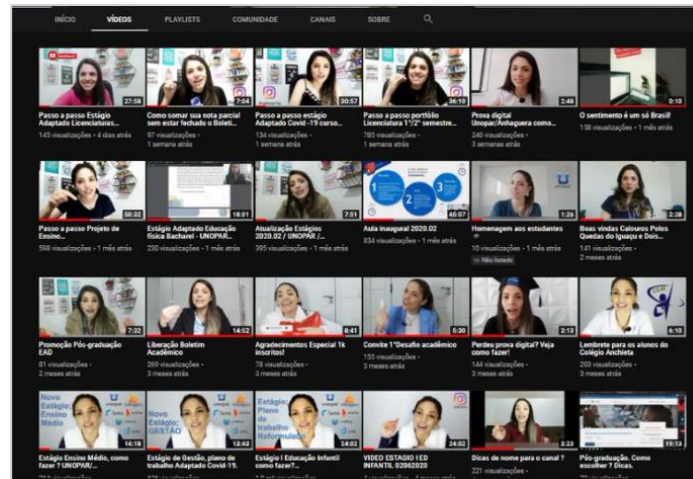 INÍCIO VÍDEOS PLAYLISTS COMUNIDADE CANAIS SOBRE
27:58 7:04 30:57 36:10 2:48 0:10
Passo a passo Estágio
Adaptado Licenciaturas...
145 visualizações • 4 dias atrás
Como somar sua nota parcial
sem estar fechado o Boleti...
97 visualizações •
1 semana atrás
Passo a passo estágio
Adaptado Covid -19 curso...
134 visualizações •
1 semana atrás
Passo a passo portfólio
Licenciatura 1°/2° semestre...
785 visualizações •
1 semana atrás
Prova digital
Unopar/Anhaguera como...
240 visualizações •
3 semanas atrás
O sentimento é um só Brasil!
138 visualizações • 1 mês atrás
50:32 18:01 7:51 45:07 1:26 2:28
Passo a passo Projeto de
Ensino...
598 visualizações • 1 mês atrás
Estágio Adaptado Educação
física Bacharel - UNOPAR...
230 visualizações • 1 mês atrás
Atualização Estágios
2020.02 / UNOPAR /...
395 visualizações • 1 mês atrás
Aula inaugural 2020.02
834 visualizações • 1 mês atrás
Homenagem aos estudantes
10 visualizações • 1 mês atrás
Não listado
Boas vindas Calouros Polos
Quedas do Iguaçu e Dois...
141 visualizações •
2 meses atrás
7:32 14:52 8:41 5:30 2:13 6:10
Promoção Pós-graduação
EAD
81 visualizações •
2 meses atrás
Liberação Boletim
Acadêmico
269 visualizações •
3 meses atrás
Agradecimentos Especial 1k
inscritos!
78 visualizações •
3 meses atrás
Convite 1°Desafio acadêmico
155 visualizações •
3 meses atrás
Perdeu prova digital? Veja
como fazer!
144 visualizações •
3 meses atrás
Lembrete para os alunos do
Colégio Anchieta
203 visualizações •
3 meses atrás
Novo
Estágio;
Ensino
Médio
14:18
Novo
Estágio:
GESTÃO
13:43
Estágio;
Plano
de
trabalho
Reformulado
24:02 24:02 3:23 19:13
Estágio Ensino Médio, como
fazer ? UNOPAR/...
Estágio de Gestão, plano de
trabalho Adaptado Covid-19.
Estágio I Educação Infantil
como fazer?...
VIDEO ESTAGIO I ED
INFANTIL 02062020
Dicas de nome para o canal ?
221 visualizações •
Pós-graduação. Como
escolher ? Dicas.